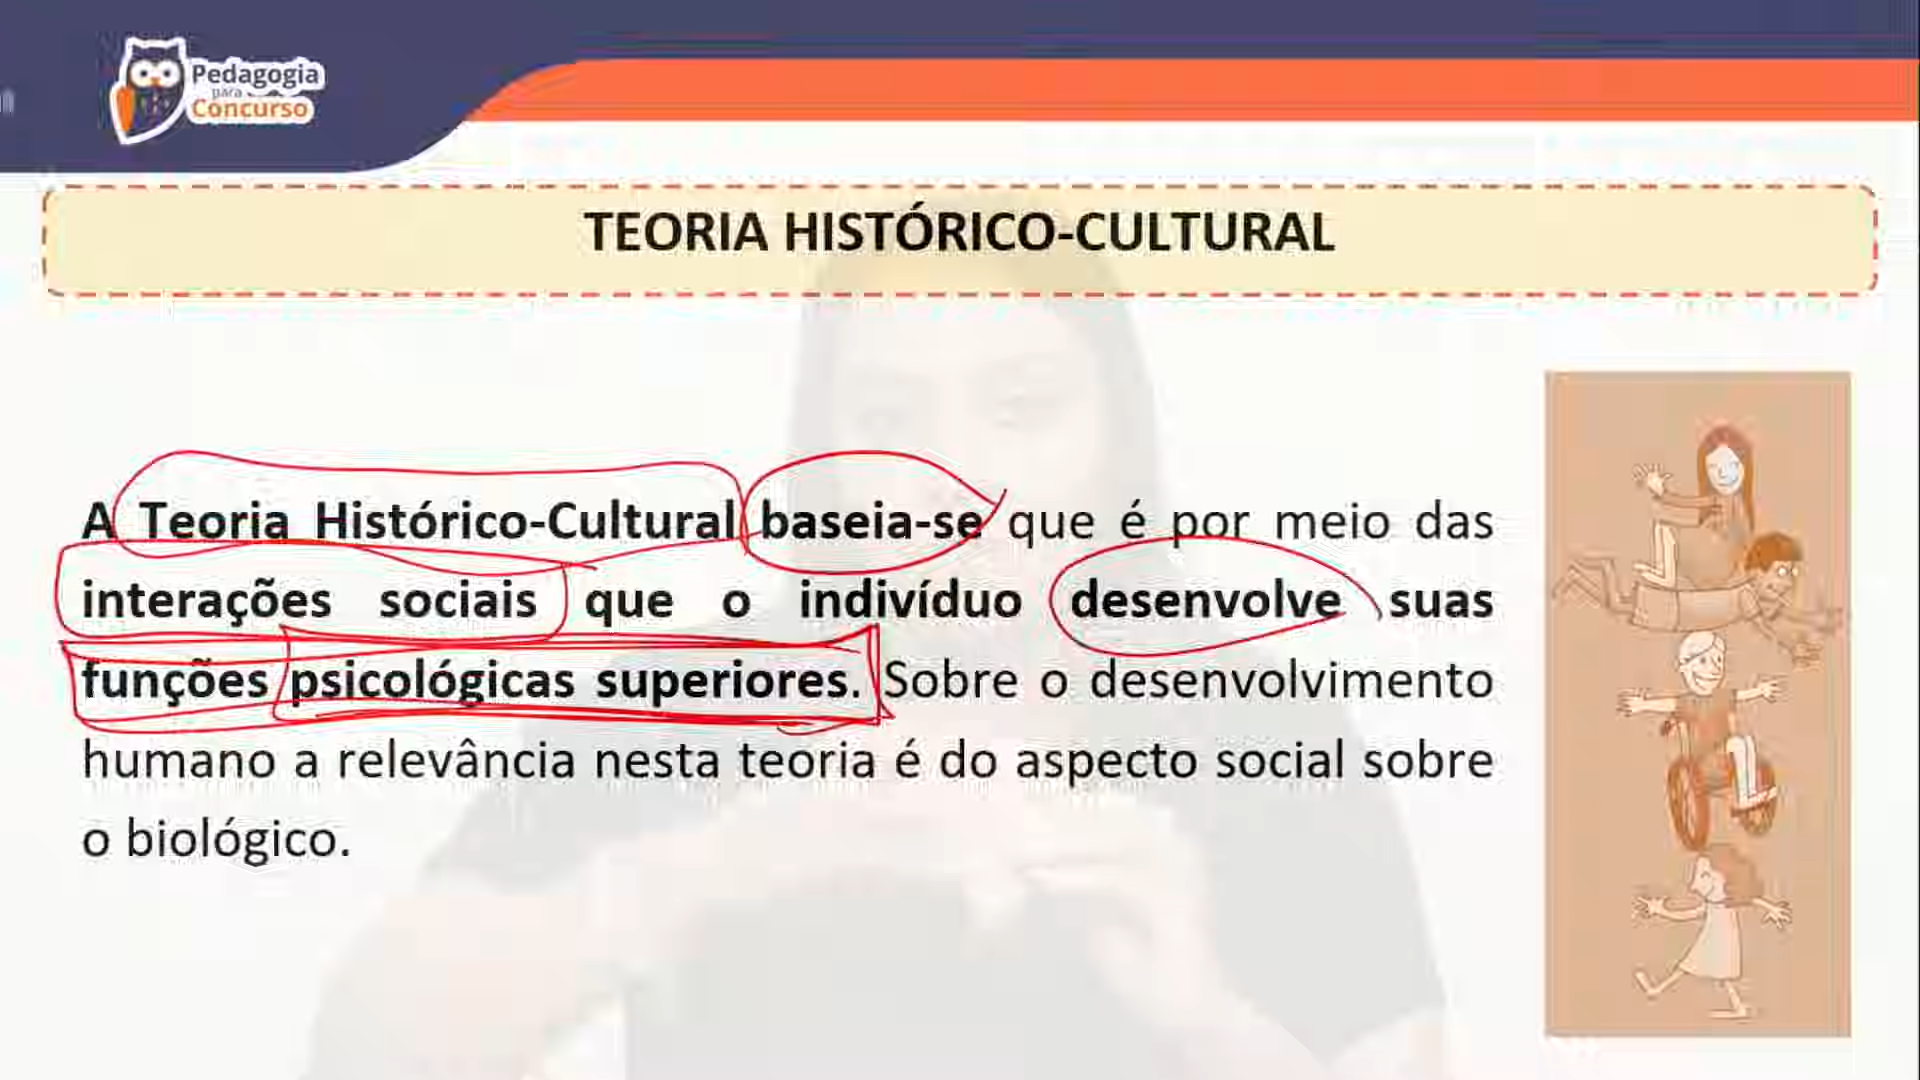 Pedagogia
para
Concurso
TEORIA HISTÓRICO-CULTURAL
A Teoria Histórico-Cultural baseia-se que é por meio das
interações sociais que o indivíduo desenvolve suas
funções psicológicas superiores. Sobre o desenvolvimento
humano a relevância nesta teoria é do aspecto social sobre
o biológico.